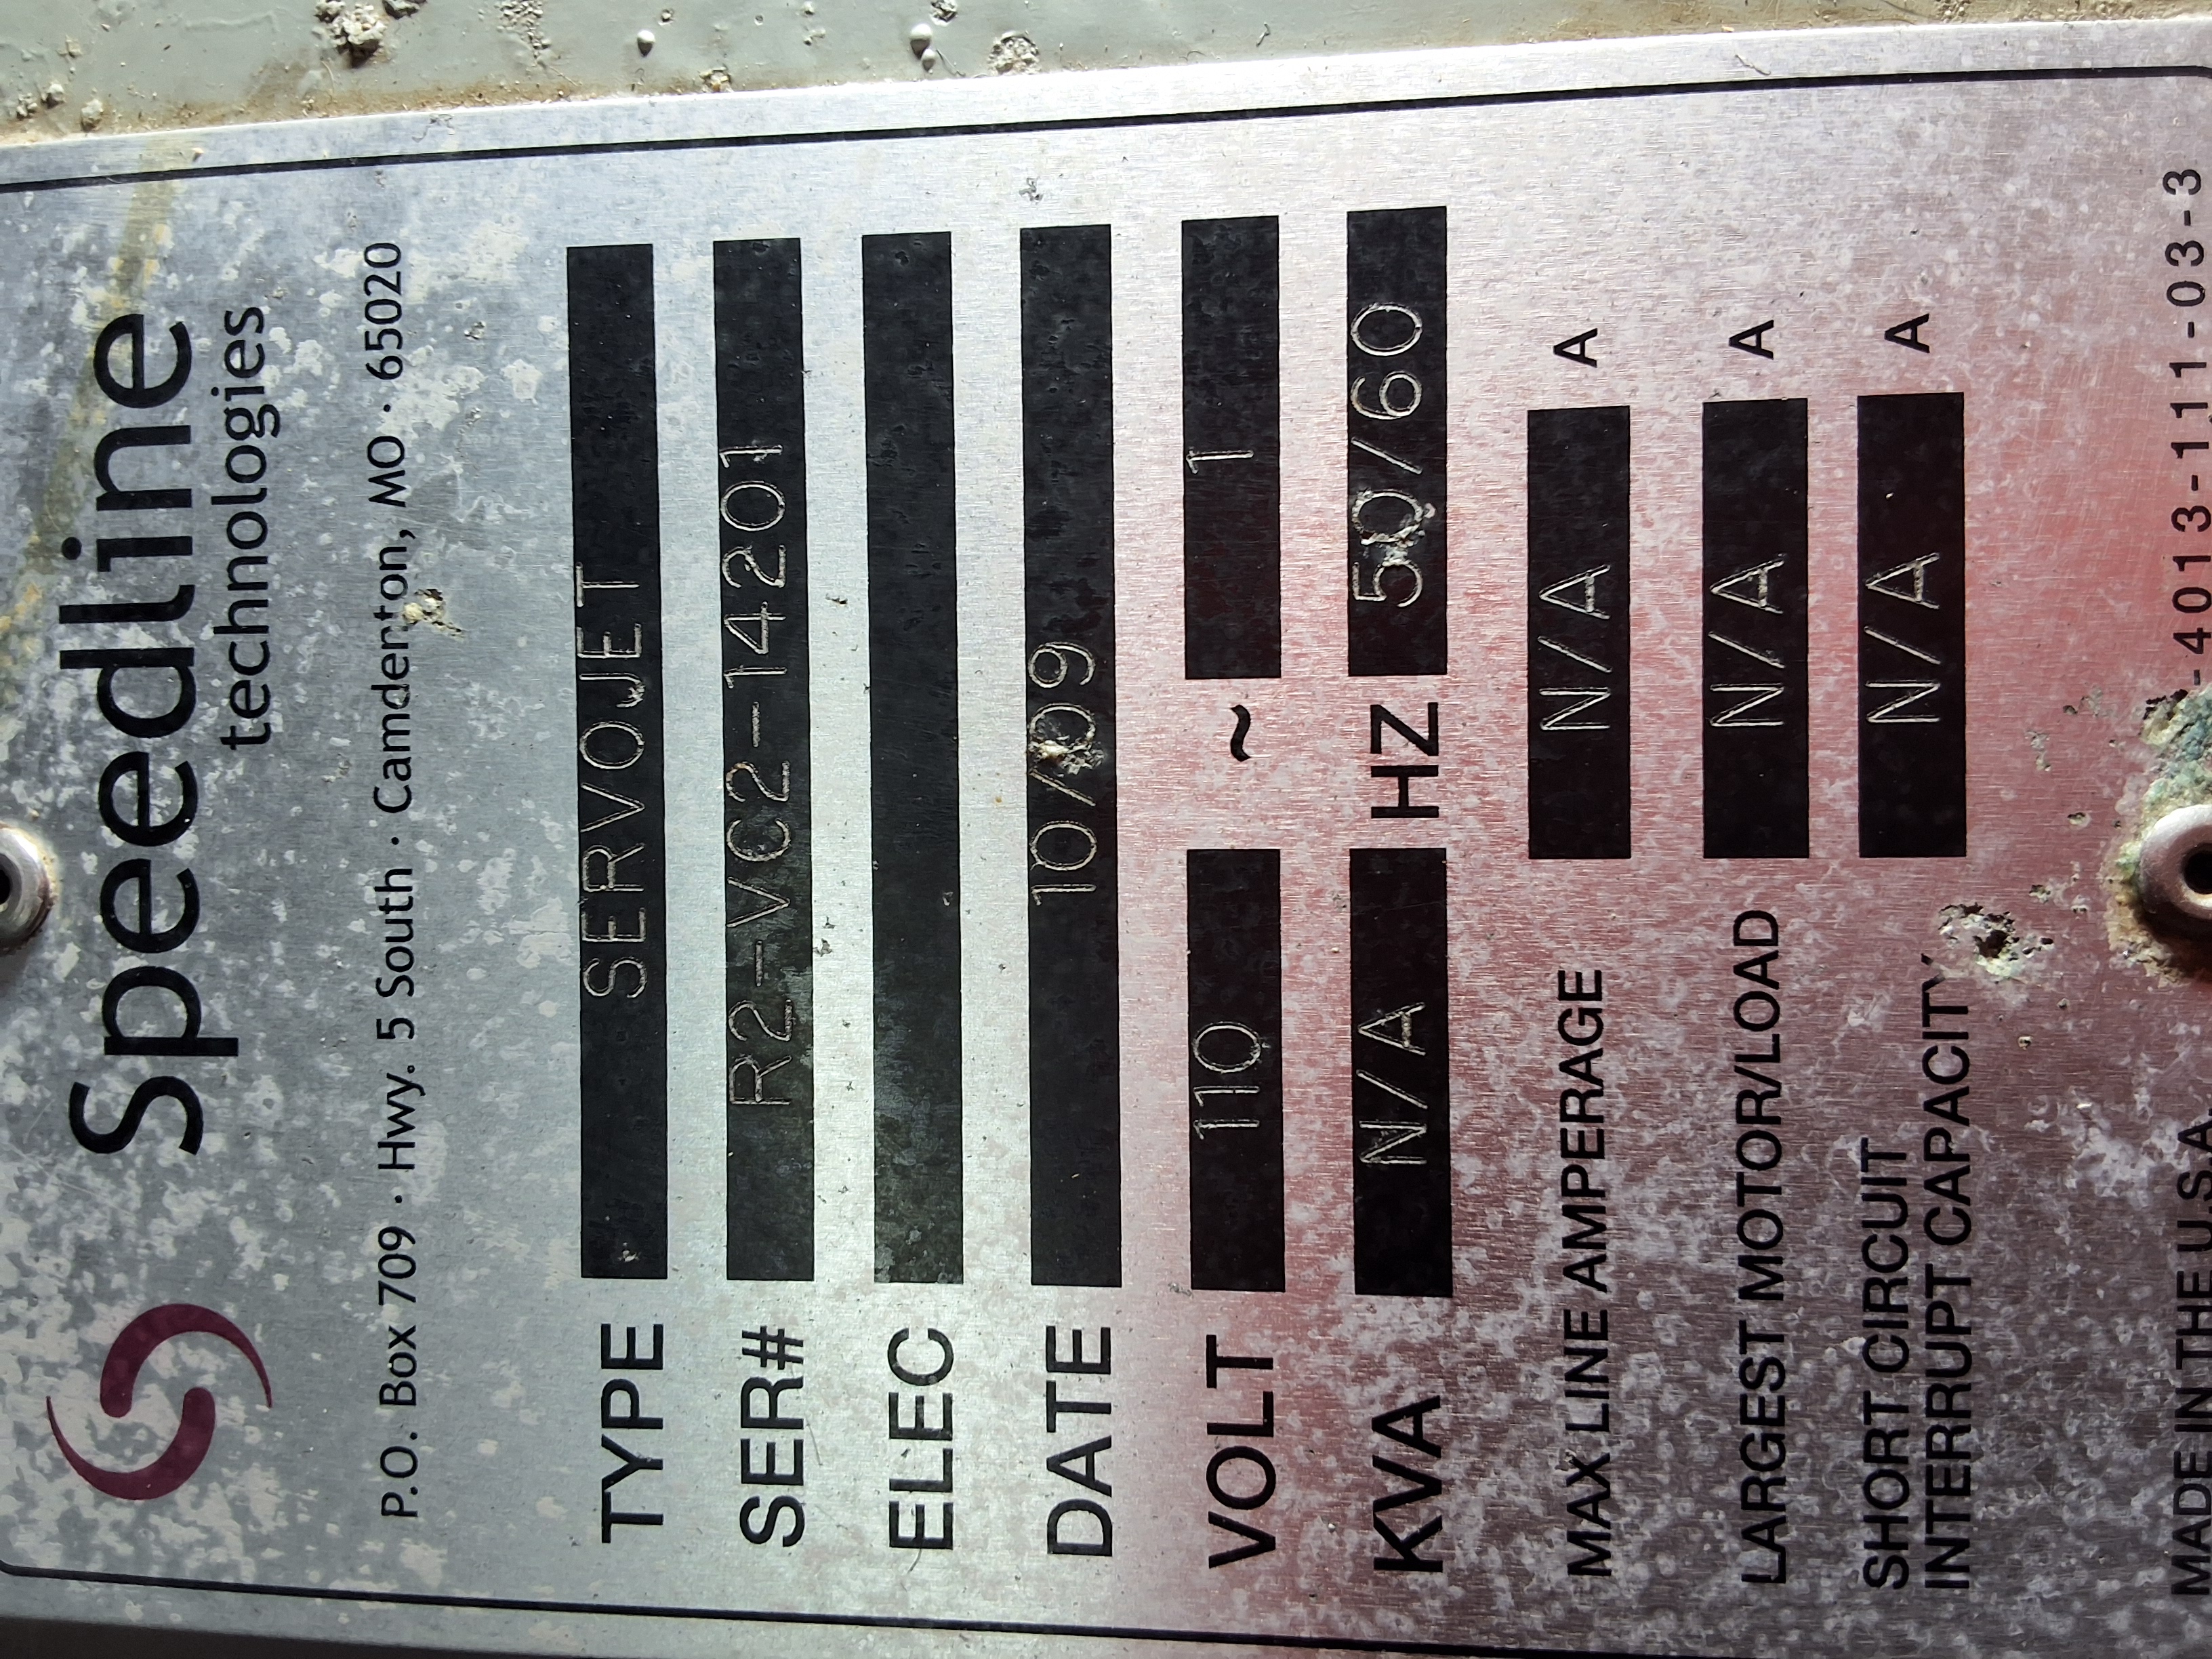 Speedline
technologies
P.O. Box 709 · Hwy. 5 South · Camdenton, MO · 65020
TYPE SERVOJET
SER# R2-VC2-14201
ELEC
DATE 10/09
VOLT 110 ~ 1
KVA N/A HZ 50/60
MAX LINE AMPERAGE N/A A
LARGEST MOTOR/LOAD N/A A
SHORT CIRCUIT
INTERRUPT CAPACITY N/A A
MADE IN THE U.S.A. -4013-111-03-3